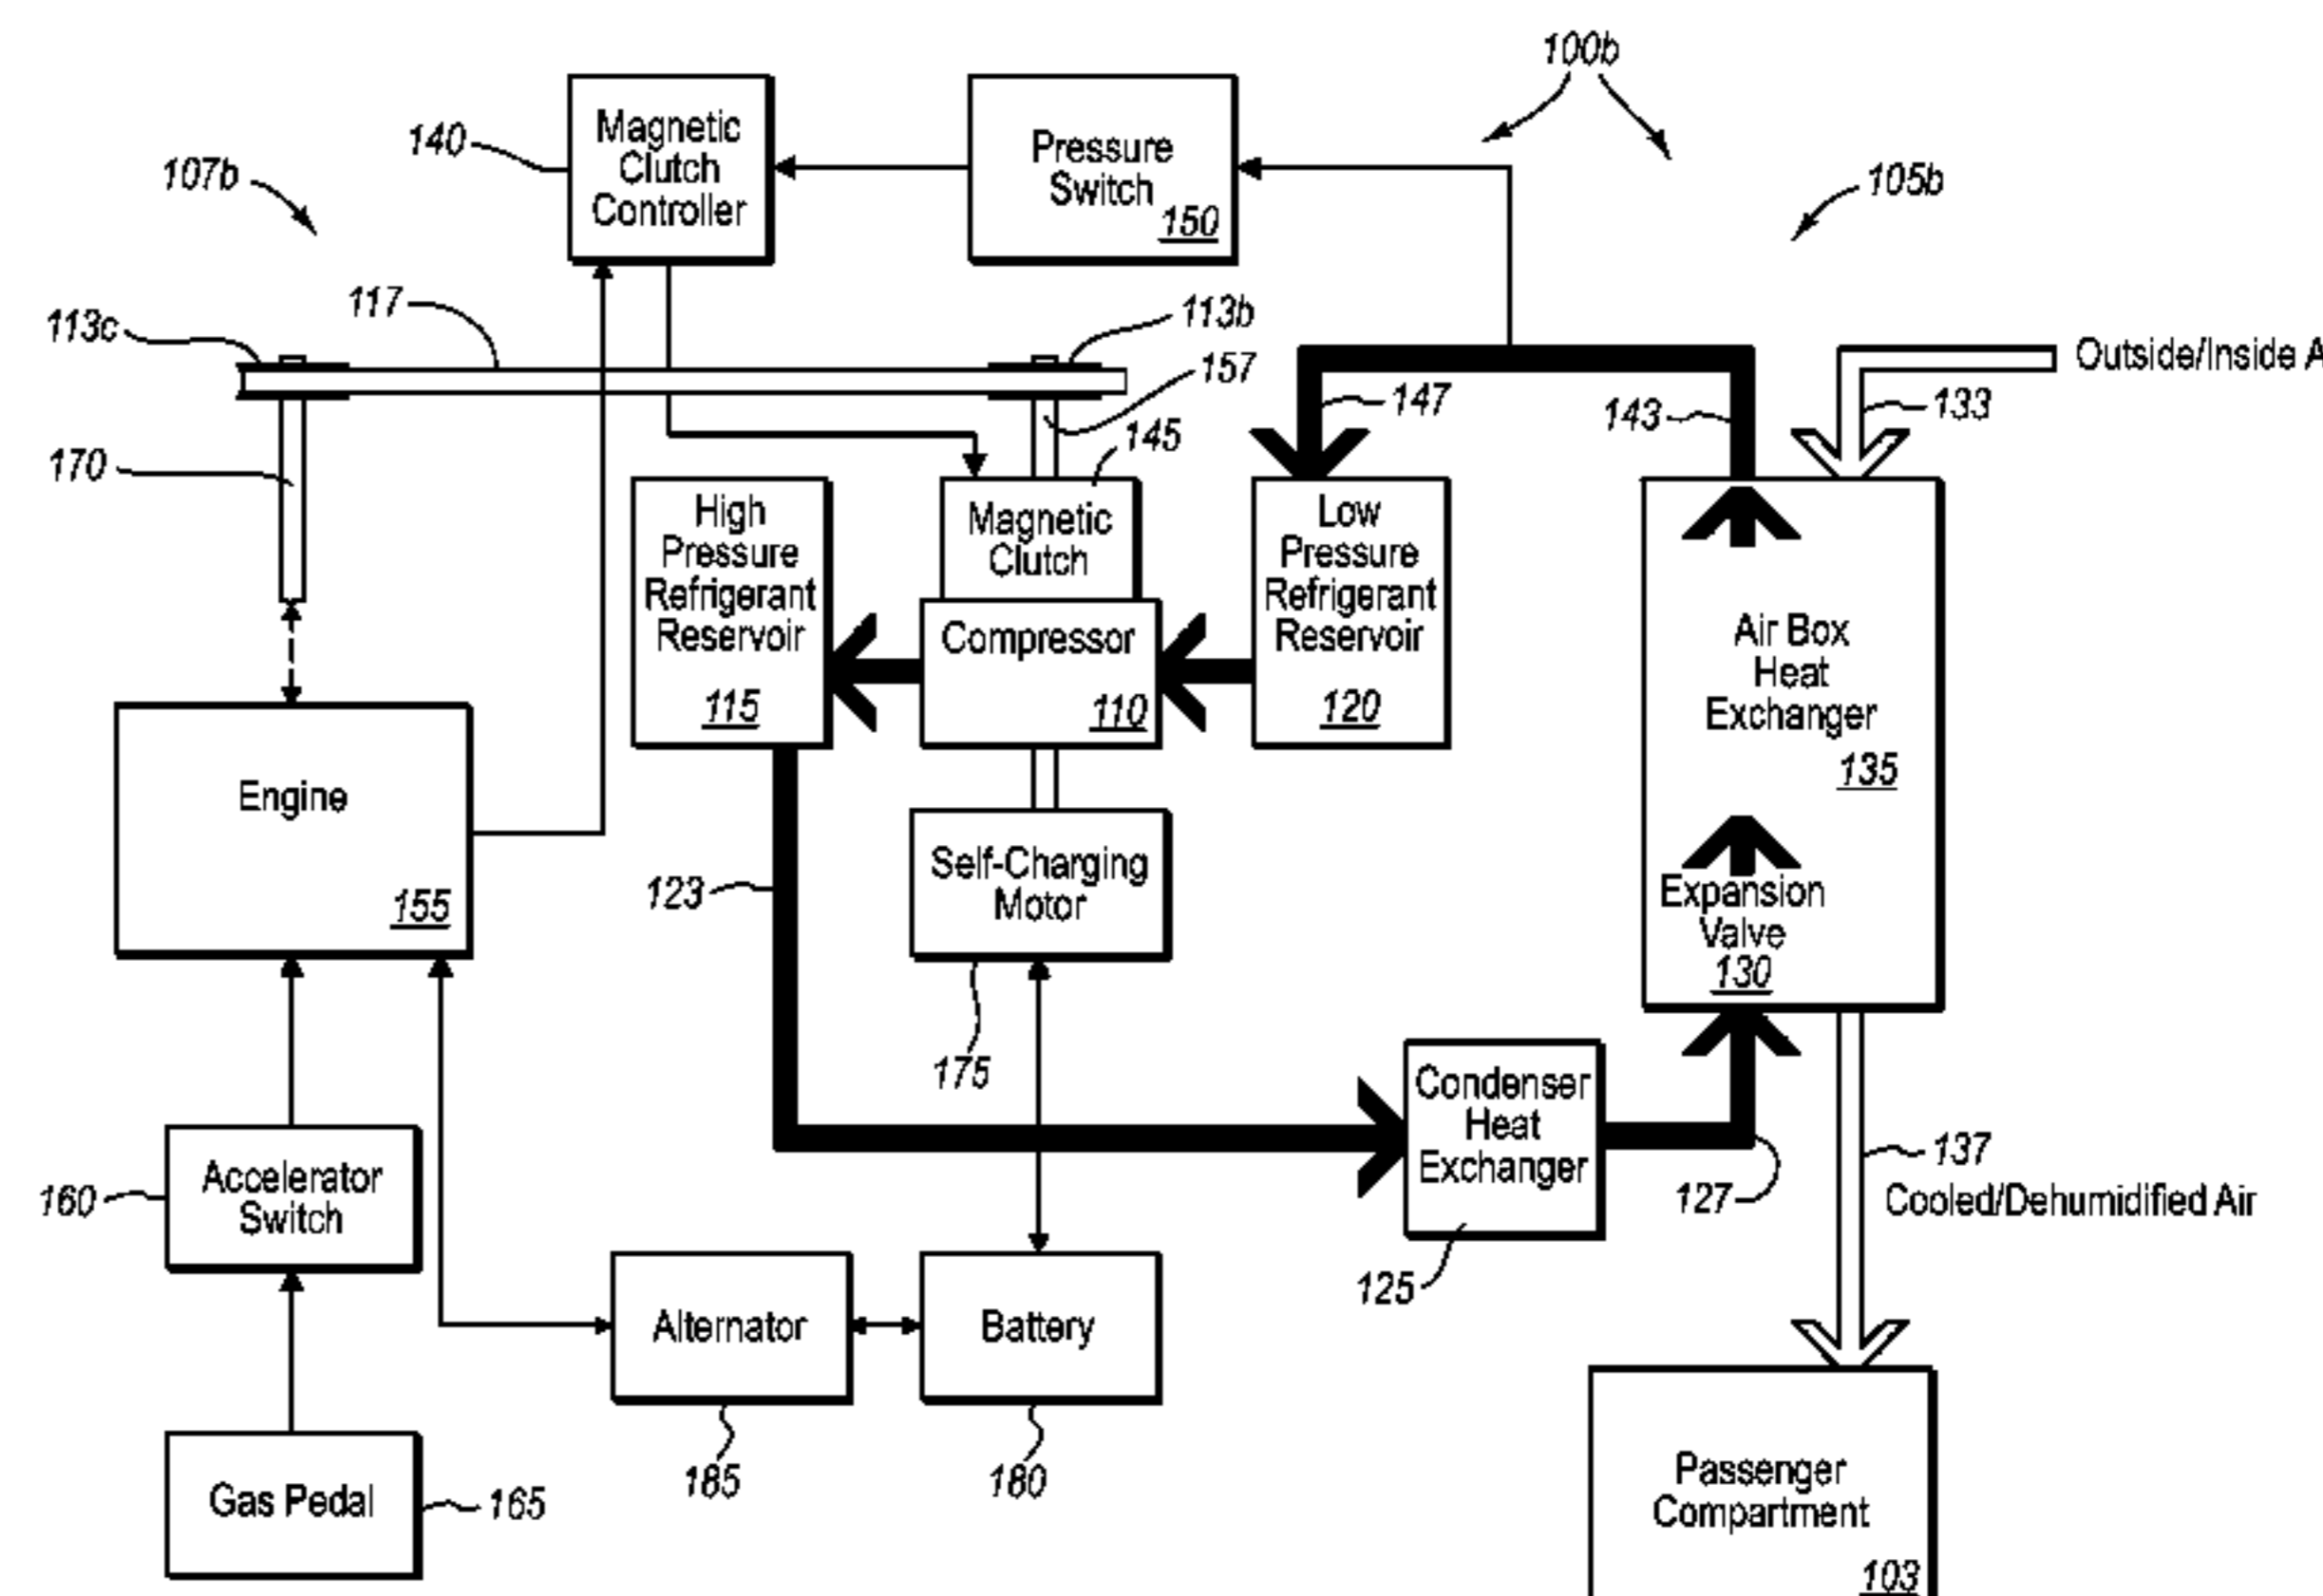 100b
140
Magnetic
Clutch
Controller
Pressure
Switch
150
107b
105b
117
113c
113b
157
Outside/Inside A
147
143
133
145
170
High
Pressure
Refrigerant
Reservoir
115
Magnetic
Clutch
Compressor
110
Low
Pressure
Refrigerant
Reservoir
120
Air Box
Heat
Exchanger
135
Engine
155
123
Self-Charging
Motor
Expansion
Valve
130
175
Condenser
Heat
Exchanger
137
Cooled/Dehumidified Air
127
160
Accelerator
Switch
125
Alternator
Battery
185
180
Gas Pedal
165
Passenger
Compartment
103